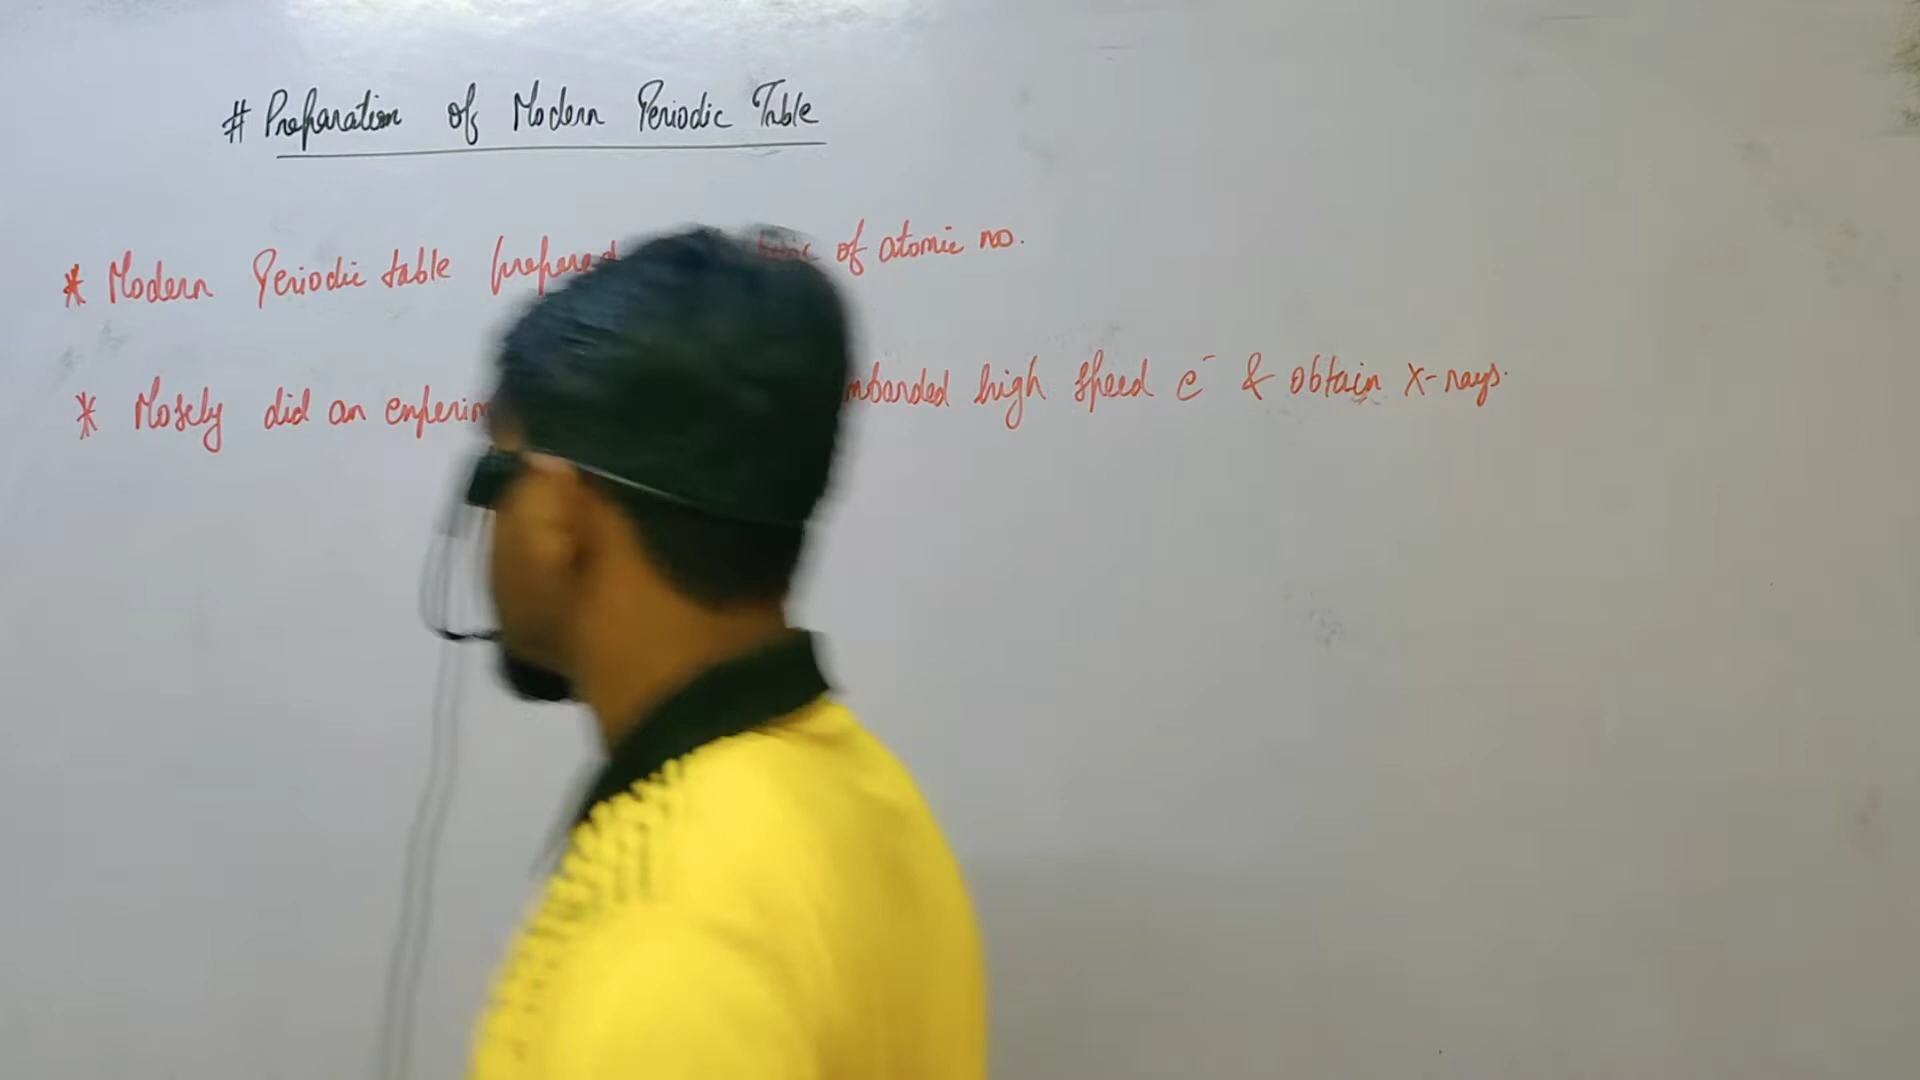 # Preparation of Modern Periodic Table
* Modern Periodic table prepared basic of atomic no.
* Mosely did an experim mbarded high speed e⁻ & obtain X-rays.